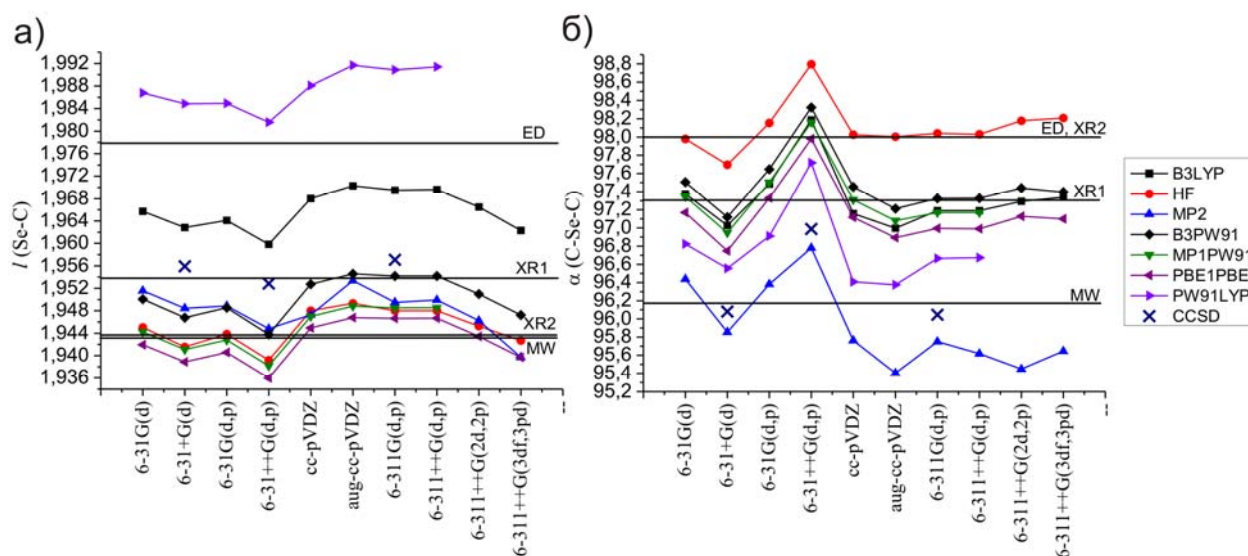 а)
1,992
1,988
1,984
1,980
1,976
1,972
1,968
1,964
1,960
1,956
1,952
1,948
1,944
1,940
1,936
l (Se-C)
ED
XR1
XR2
MW
6-31G(d)
6-31+G(d)
6-31G(d,p)
6-31++G(d,p)
cc-pVDZ
aug-cc-pVDZ
6-311G(d,p)
6-311++G(d,p)
6-311++G(2d,2p)
6-311++G(3df,3pd)
--
б)
98,8
98,6
98,4
98,2
98,0
97,8
97,6
97,4
97,2
97,0
96,8
96,6
96,4
96,2
96,0
95,8
95,6
95,4
95,2
α (C-Se-C)
ED, XR2
XR1
MW
6-31G(d)
6-31+G(d)
6-31G(d,p)
6-31++G(d,p)
cc-pVDZ
aug-cc-pVDZ
6-311G(d,p)
6-311++G(d,p)
6-311++G(2d,2p)
6-311++G(3df,3pd)
--
B3LYP
HF
MP2
B3PW91
MP1PW91
PBE1PBE
PW91LYP
CCSD